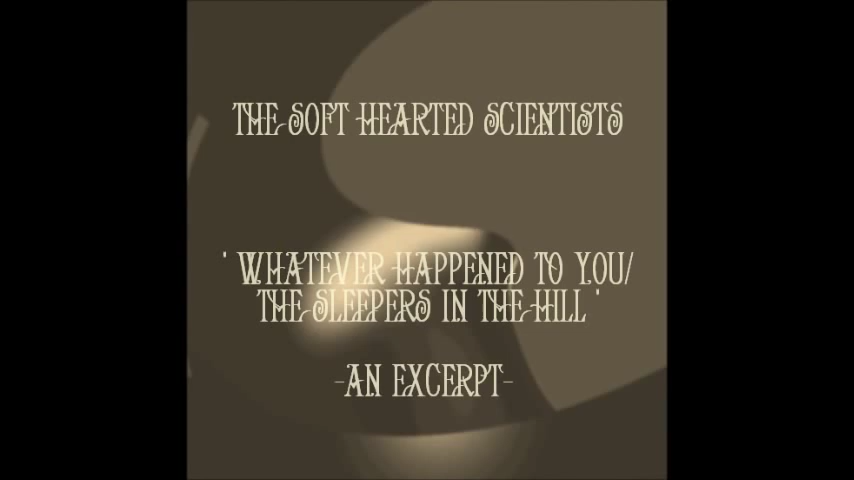 THE SOFT HEARTED SCIENTISTS
' WHATEVER HAPPENED TO YOU/
THE SLEEPERS IN THE HILL '
-AN EXCERPT-